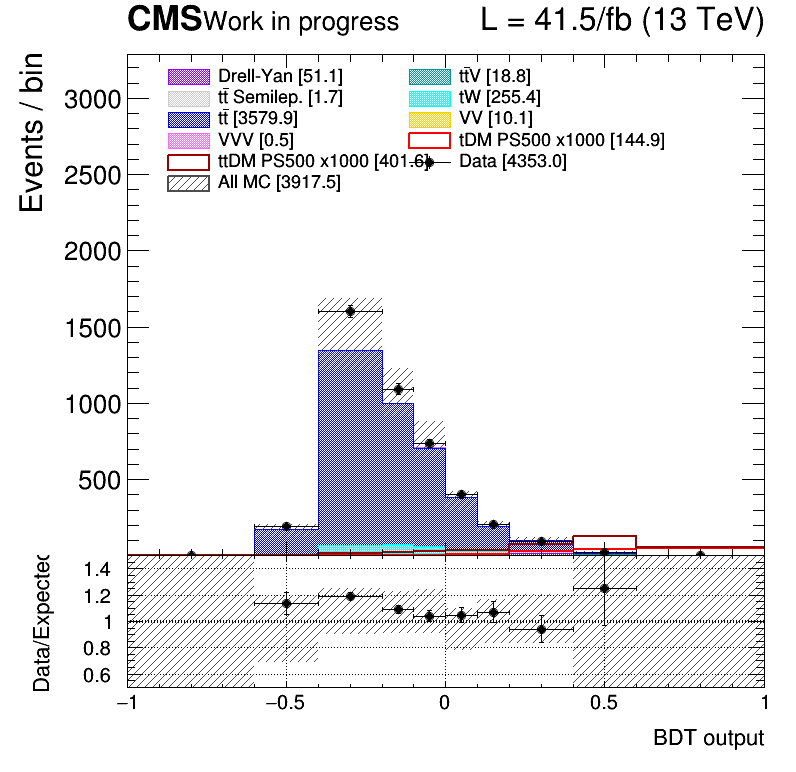 CMS Work in progress L = 41.5/fb (13 TeV)
Events / bin
Drell-Yan [51.1] tt̄V [18.8]
tt̄ Semilep. [1.7] tW [255.4]
tt̄ [3579.9] VV [10.1]
VVV [0.5] tDM PS500 x1000 [144.9]
ttDM PS500 x1000 [401.6] Data [4353.0]
All MC [3917.5]
3000
2500
2000
1500
1000
500
Data/Expected
1.4
1.2
1
0.8
0.6
−1 −0.5 0 0.5 1
BDT output